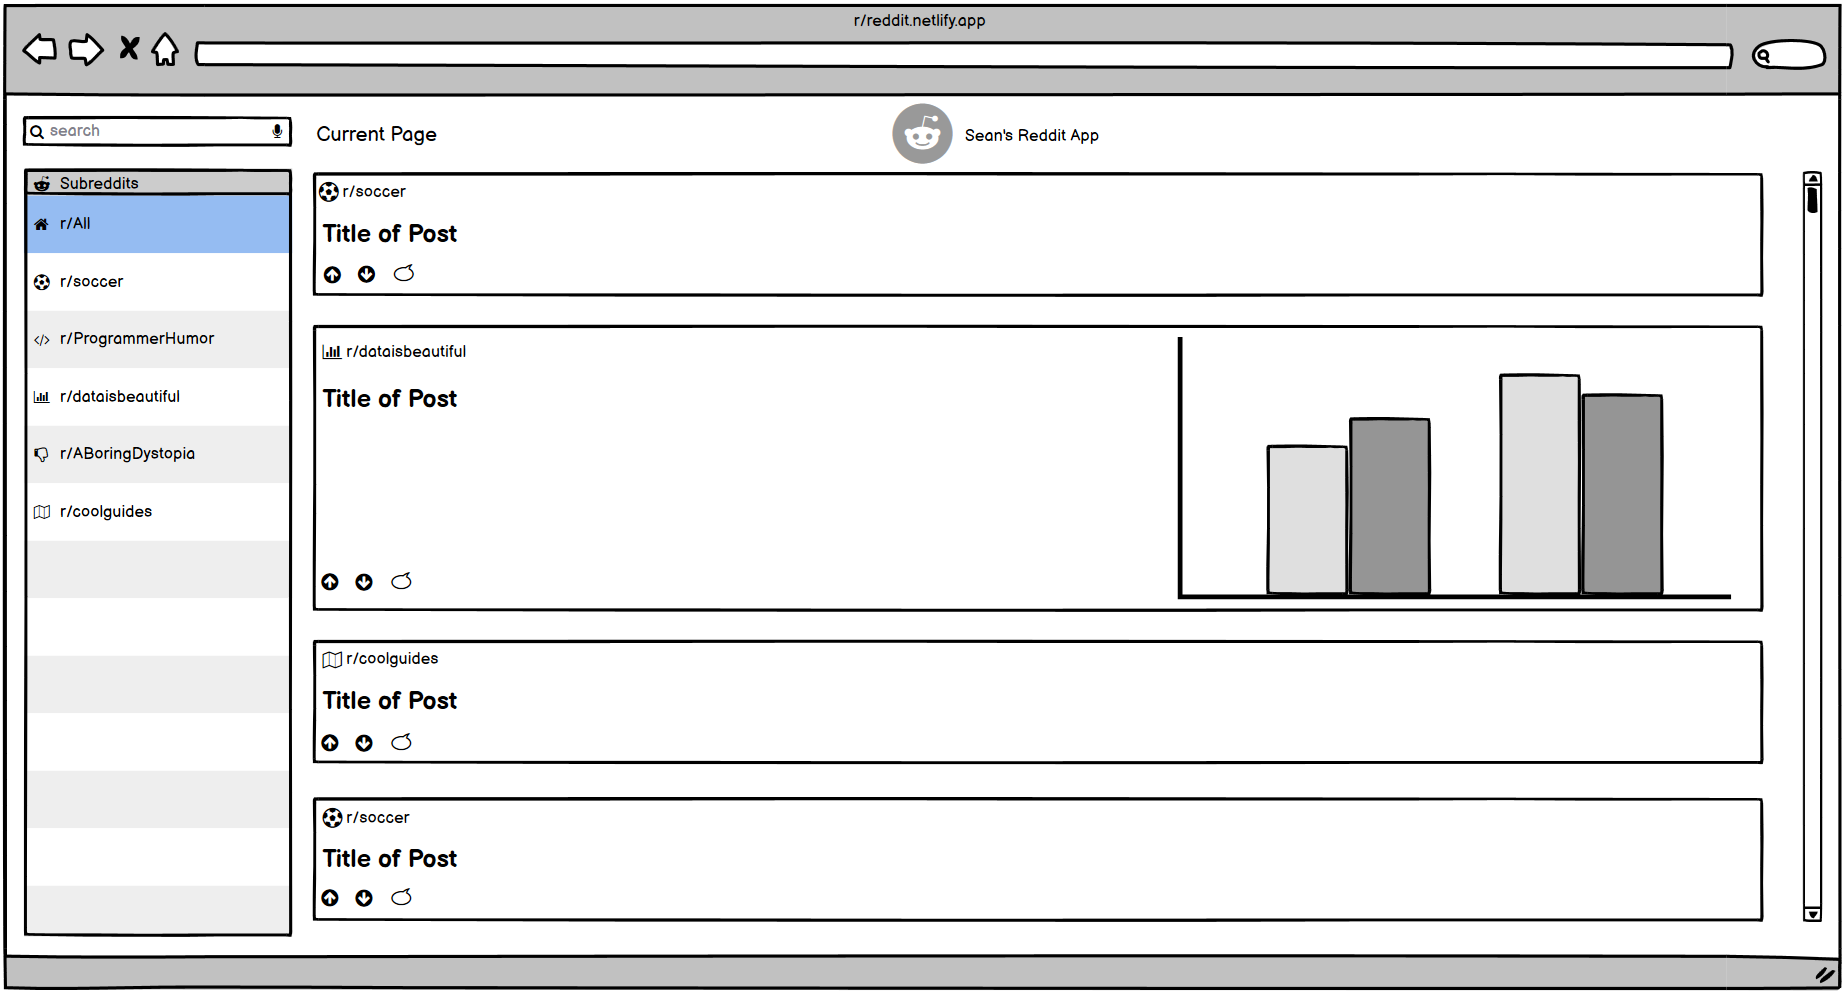 r/reddit.netlify.app
search
Current Page
Sean's Reddit App
Subreddits
r/All
r/soccer
r/ProgrammerHumor
r/dataisbeautiful
r/ABoringDystopia
r/coolguides
r/soccer
Title of Post
r/dataisbeautiful
Title of Post
r/coolguides
Title of Post
r/soccer
Title of Post